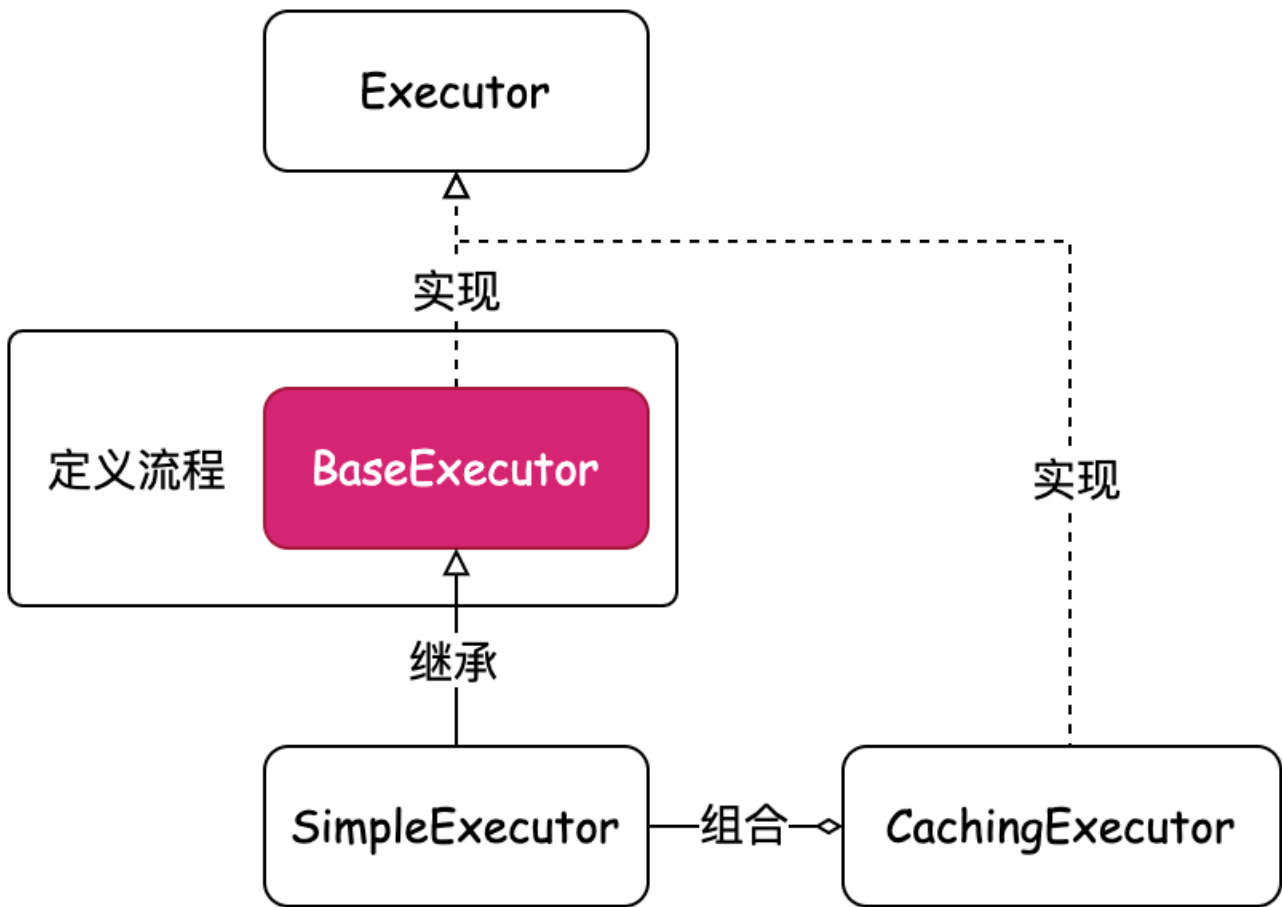 Executor
实现
定义流程
BaseExecutor
实现
继承
SimpleExecutor
组合
CachingExecutor